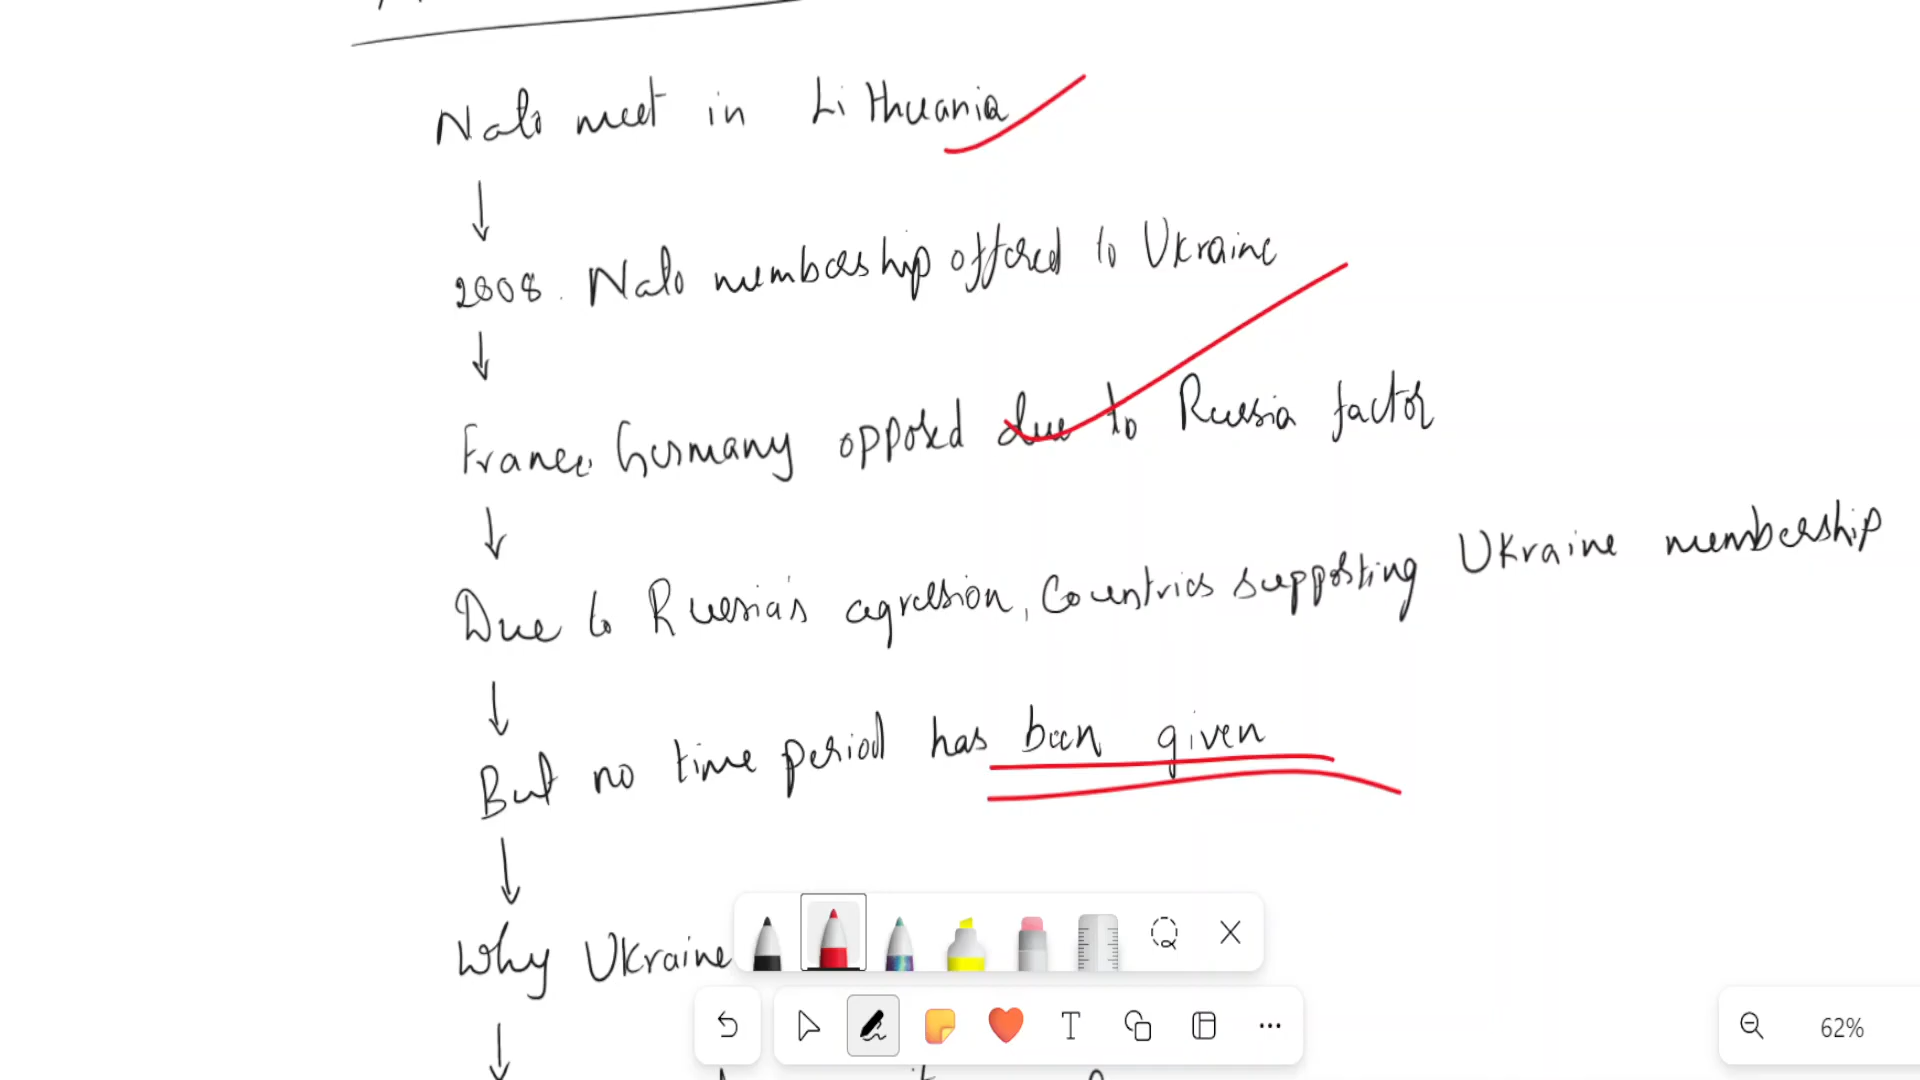 Nato meet in Lithuania
↓
2008. Nato membership offered to Ukraine
↓
France, Germany opposed due to Russia factor
↓
Due to Russia's agression, Countries supporting Ukraine membership
↓
But no time period has been given
↓
Why Ukraine
↓
62%